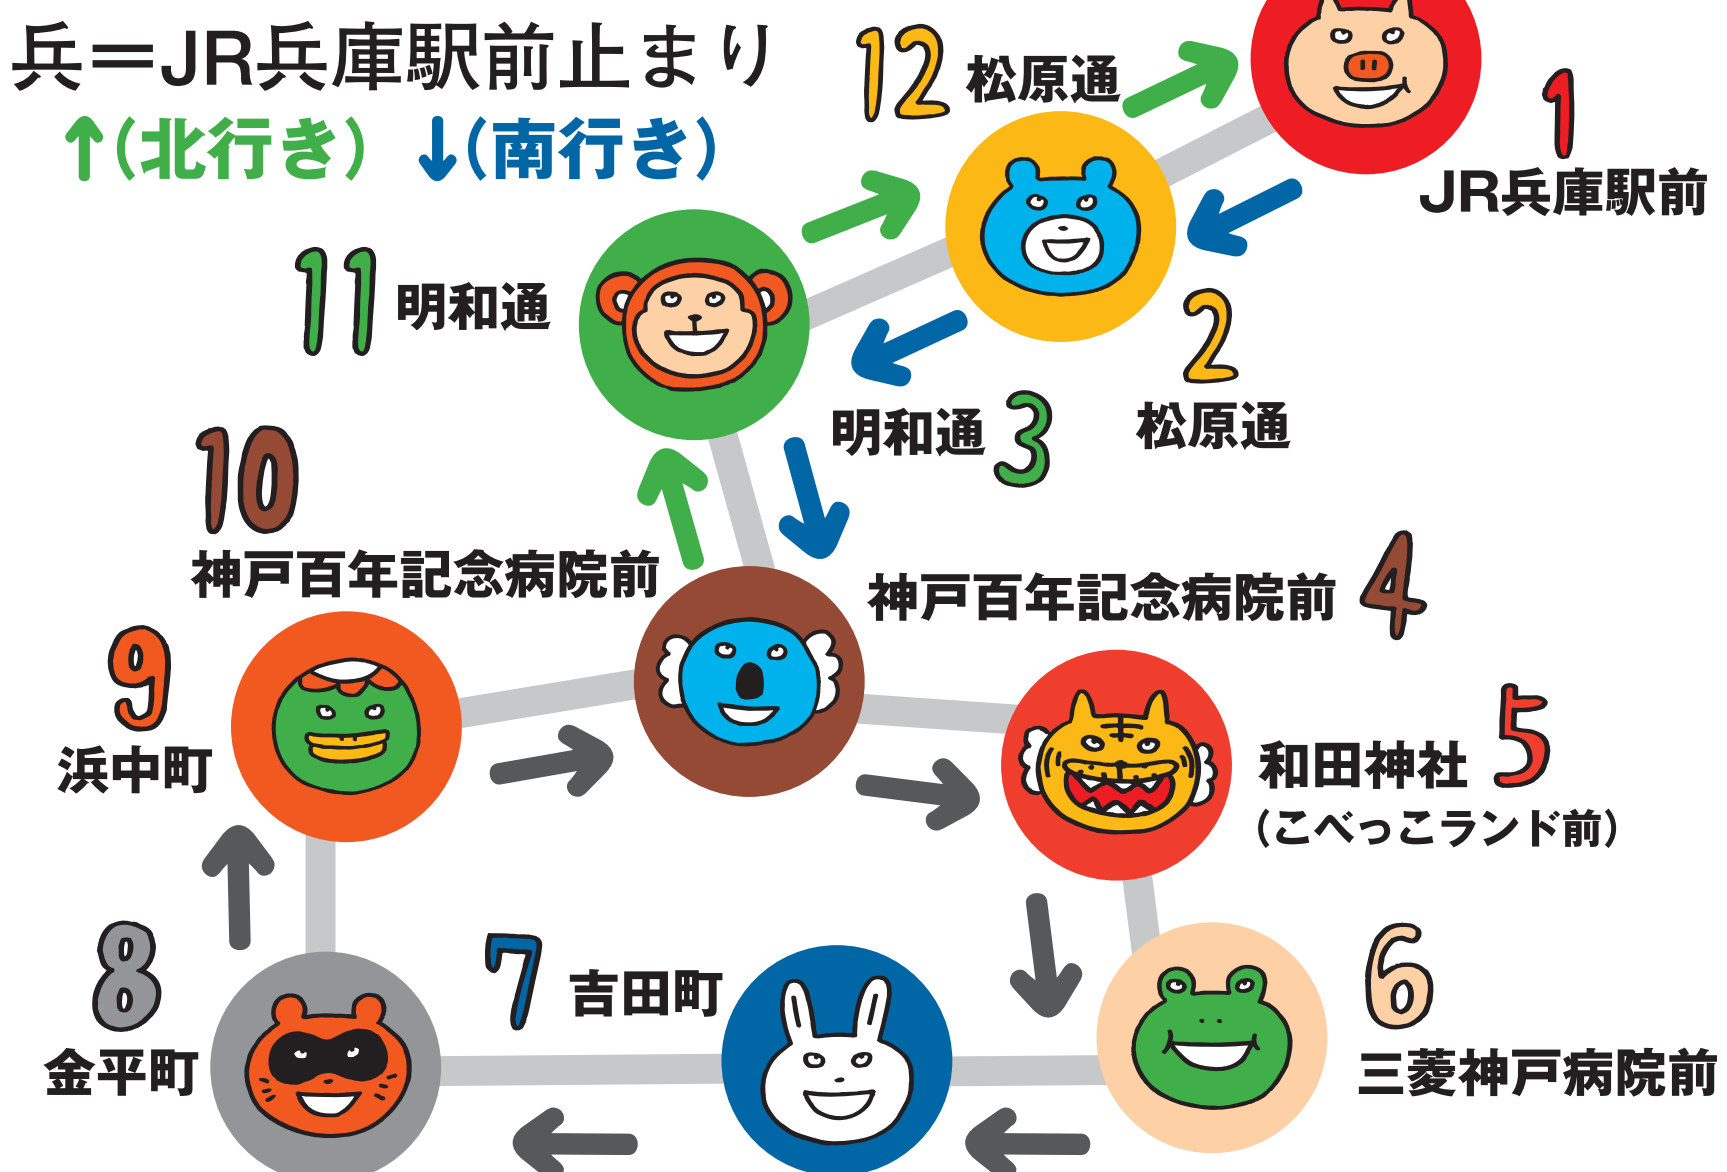 兵＝JR兵庫駅前止まり
↑(北行き) ↓(南行き)
12 松原通
1
JR兵庫駅前
11 明和通
2
松原通
明和通 3
10
神戸百年記念病院前
神戸百年記念病院前 4
9
浜中町
和田神社 5
(こべっこランド前)
8
金平町
7 吉田町
6
三菱神戸病院前